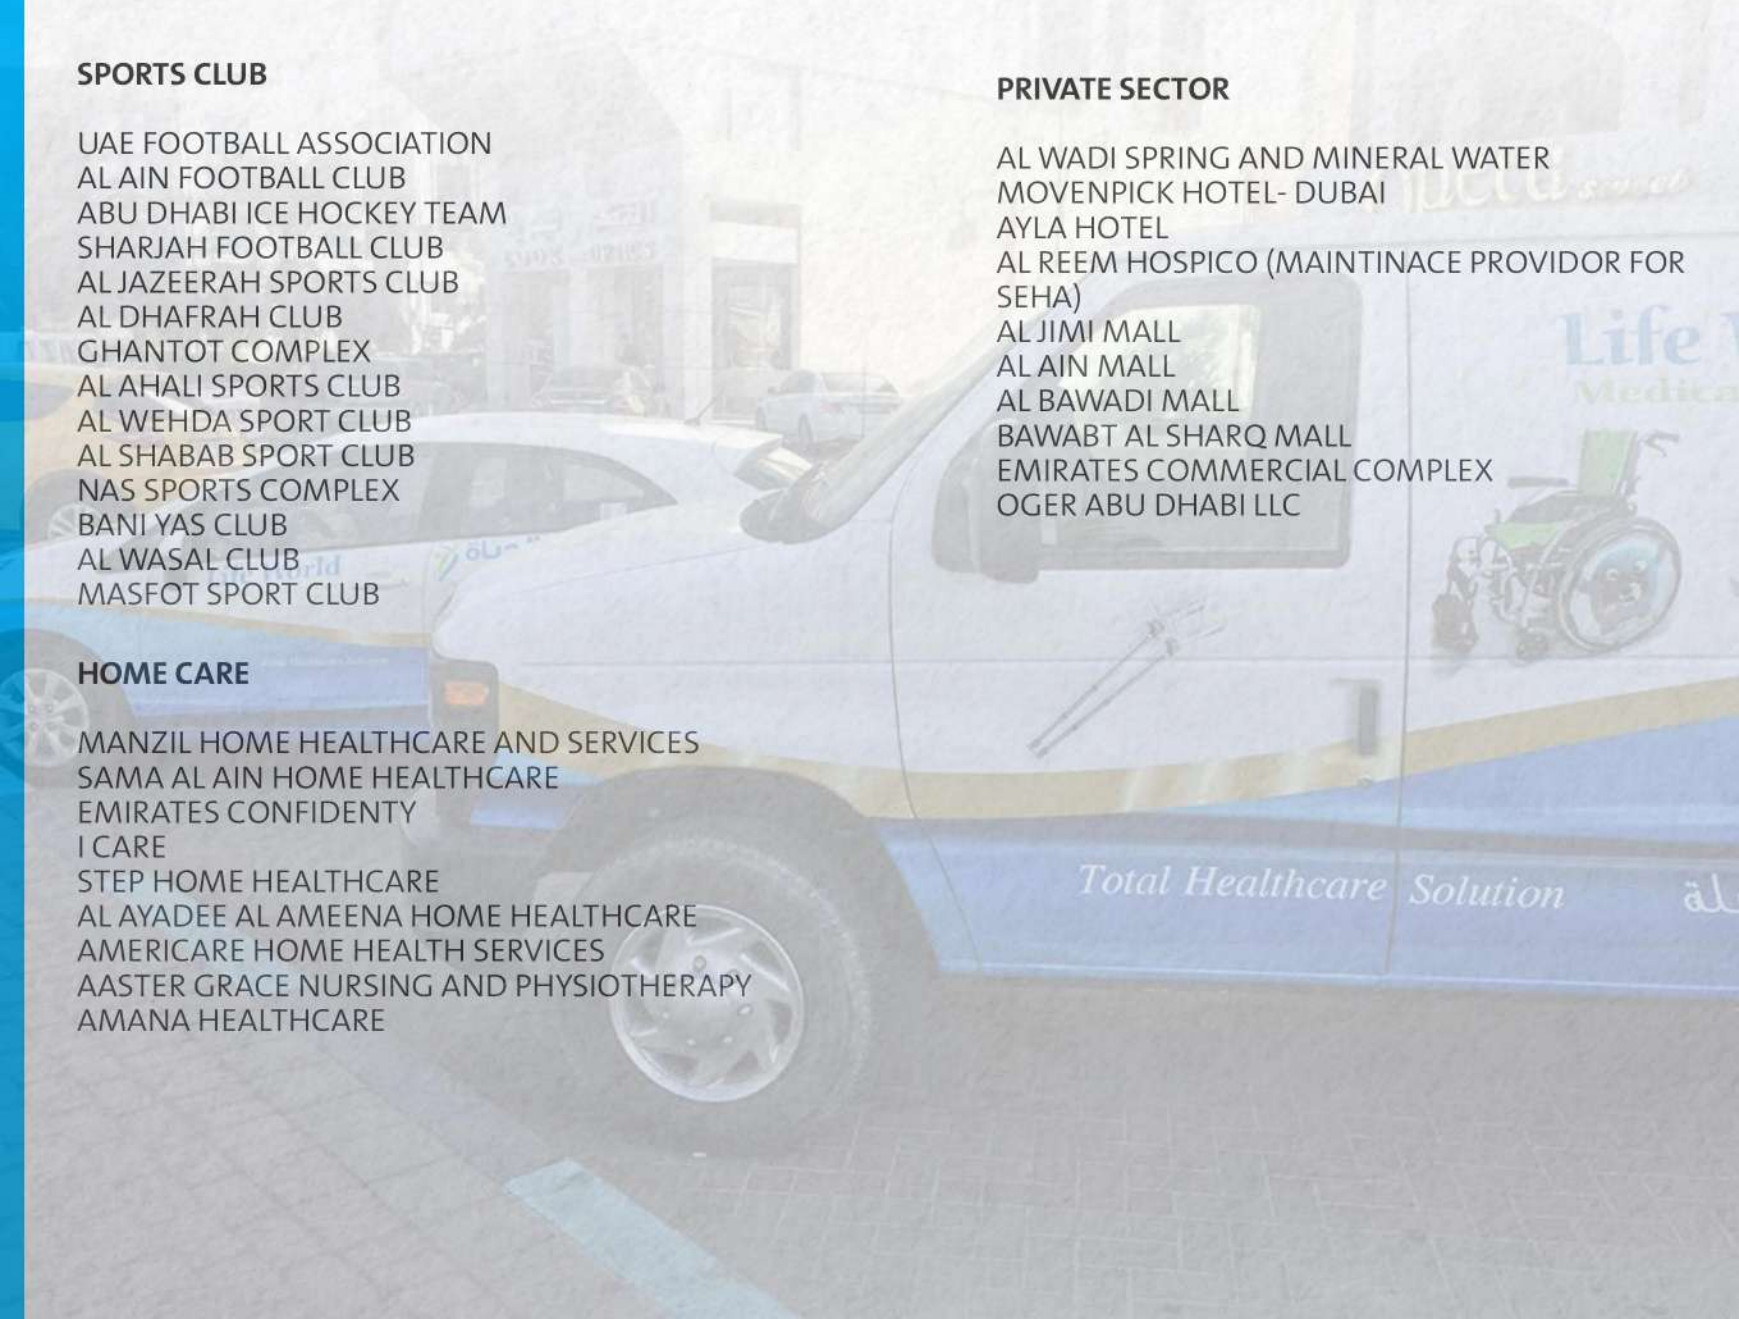 SPORTS CLUB
UAE FOOTBALL ASSOCIATION
AL AIN FOOTBALL CLUB
ABU DHABI ICE HOCKEY TEAM
SHARJAH FOOTBALL CLUB
AL JAZEERAH SPORTS CLUB
AL DHAFRAH CLUB
GHANTOT COMPLEX
AL AHALI SPORTS CLUB
AL WEHDA SPORT CLUB
AL SHABAB SPORT CLUB
NAS SPORTS COMPLEX
BANI YAS CLUB
AL WASAL CLUB
MASFOT SPORT CLUB
HOME CARE
MANZIL HOME HEALTHCARE AND SERVICES
SAMA AL AIN HOME HEALTHCARE
EMIRATES CONFIDENTY
I CARE
STEP HOME HEALTHCARE
AL AYADEE AL AMEENA HOME HEALTHCARE
AMERICARE HOME HEALTH SERVICES
AASTER GRACE NURSING AND PHYSIOTHERAPY
AMANA HEALTHCARE
PRIVATE SECTOR
AL WADI SPRING AND MINERAL WATER
MOVENPICK HOTEL- DUBAI
AYLA HOTEL
AL REEM HOSPICO (MAINTINACE PROVIDOR FOR
SEHA)
AL JIMI MALL
AL AIN MALL
AL BAWADI MALL
BAWABT AL SHARQ MALL
EMIRATES COMMERCIAL COMPLEX
OGER ABU DHABI LLC
Life
Life World
Total Healthcare Solution